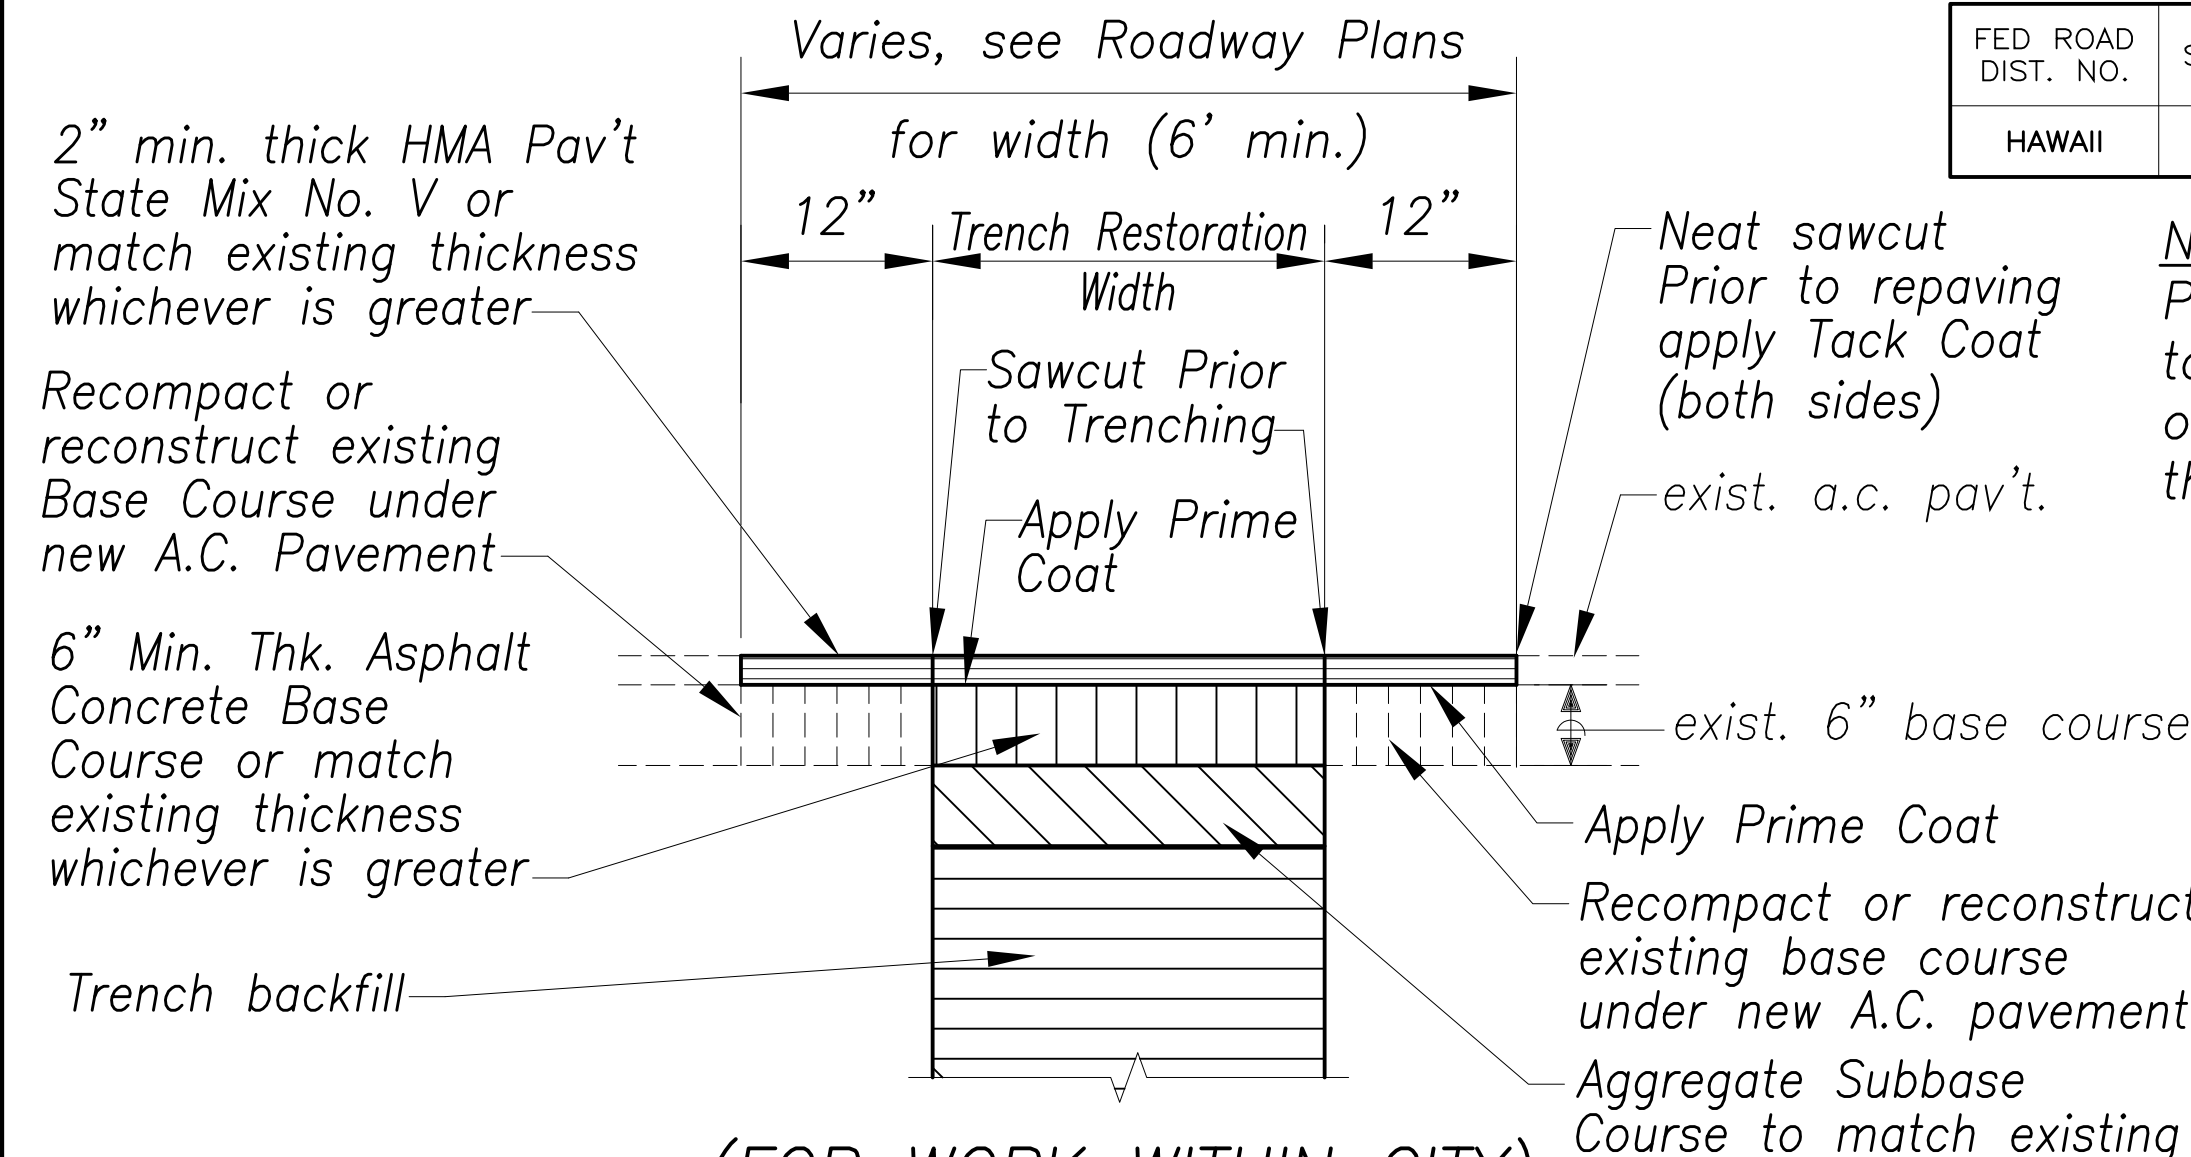 Varies, see Roadway Plans
for width (6' min.)
FED ROAD
DIST. NO.
HAWAII
2" min. thick HMA Pav't
State Mix No. V or
match existing thickness
whichever is greater
12"
Trench Restoration
Width
12"
Neat sawcut
Prior to repaving
apply Tack Coat
(both sides)
Recompact or
reconstruct existing
Base Course under
new A.C. Pavement
Sawcut Prior
to Trenching
exist. a.c. pav't.
Apply Prime
Coat
6" Min. Thk. Asphalt
Concrete Base
Course or match
existing thickness
whichever is greater
exist. 6" base course
Apply Prime Coat
Recompact or reconstruct
existing base course
under new A.C. pavement
Trench backfill
Aggregate Subbase
Course to match existing
(FOR WORK WITHIN CITY)